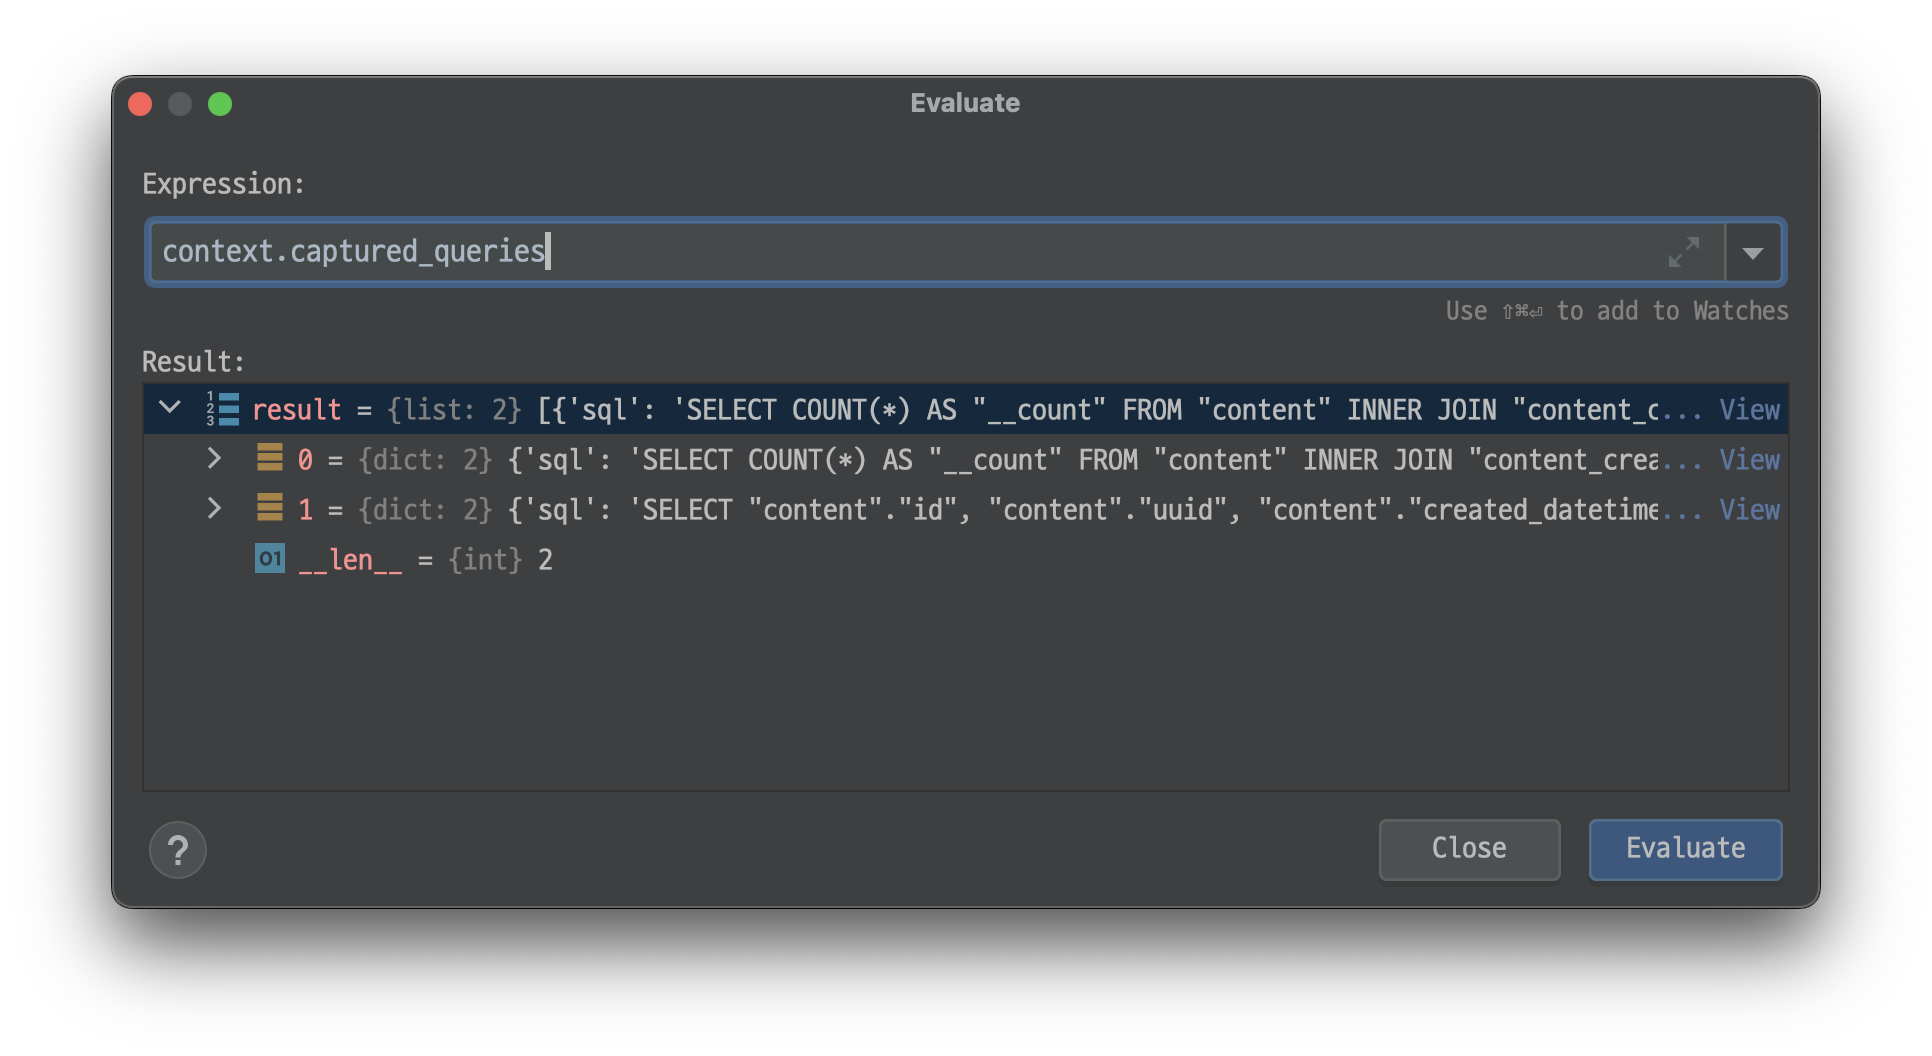 Evaluate
Expression:
context.captured_queries
Use ⇧⌘⏎ to add to Watches
Result:
result = {list: 2} [{'sql': 'SELECT COUNT(*) AS "__count" FROM "content" INNER JOIN "content_c... View
0 = {dict: 2} {'sql': 'SELECT COUNT(*) AS "__count" FROM "content" INNER JOIN "content_crea... View
1 = {dict: 2} {'sql': 'SELECT "content"."id", "content"."uuid", "content"."created_datetime... View
01 __len__ = {int} 2
? Close Evaluate